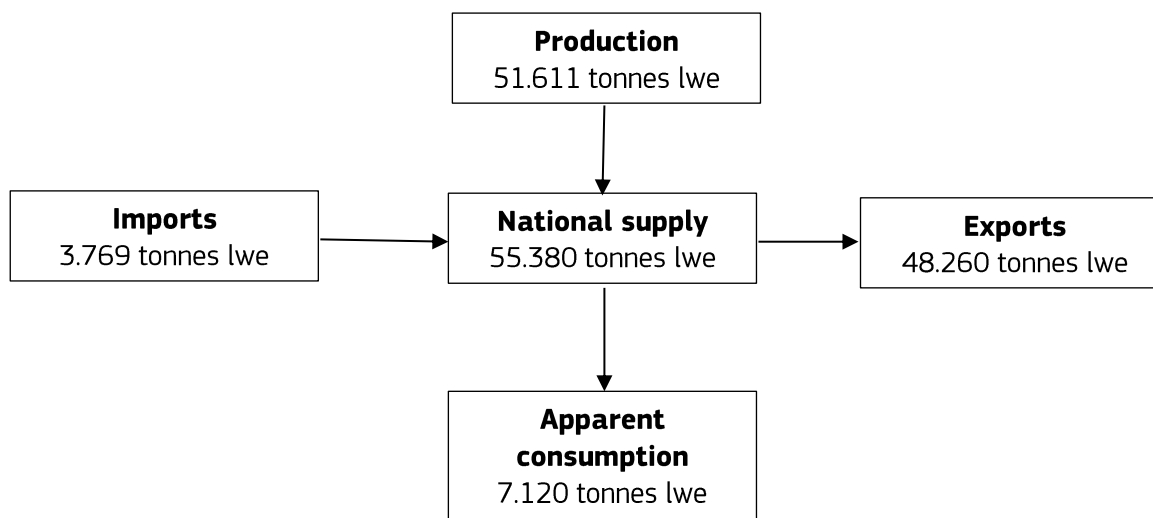 Production
51.611 tonnes lwe
Imports
3.769 tonnes lwe
National supply
55.380 tonnes lwe
Exports
48.260 tonnes lwe
Apparent
consumption
7.120 tonnes lwe